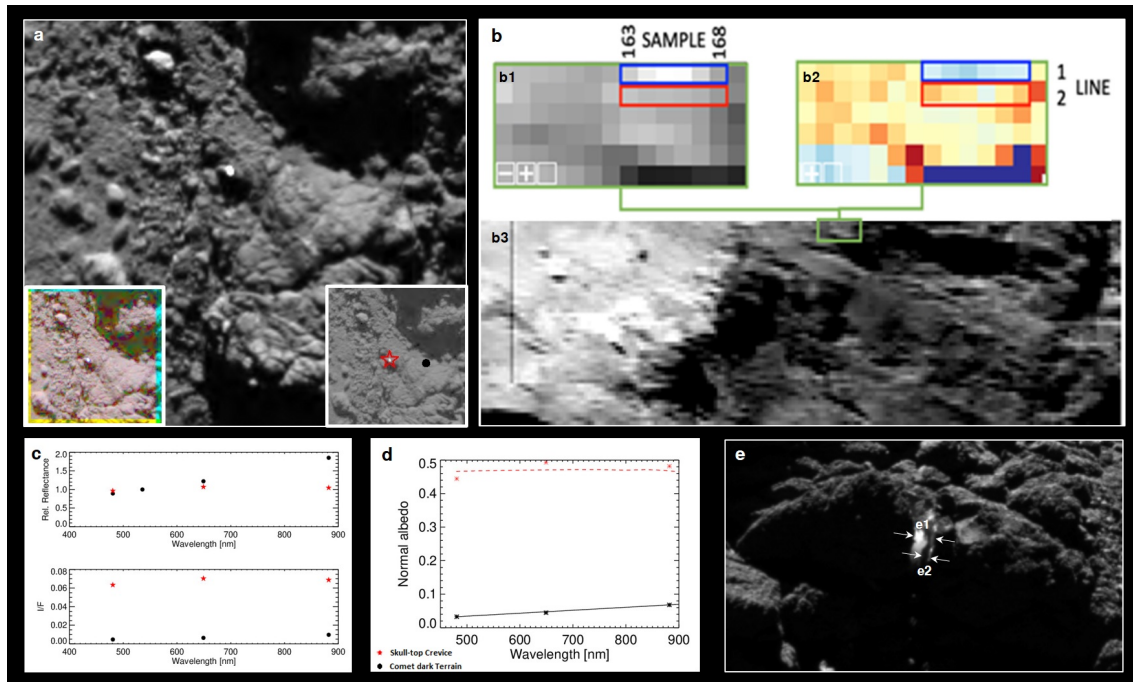 a
b
163 SAMPLE 168
b1
b2
1
2
LINE
− +
+
b3
c
2.0
1.5
1.0
0.5
0.0
Rel. Reflectance
400 500 600 700 800 900
Wavelength [nm]
0.08
0.06
0.04
0.02
0.00
I/F
400 500 600 700 800 900
Wavelength [nm]
d
0.5
0.4
0.3
0.2
0.1
0.0
Normal albedo
500 600 700 800 900
Wavelength [nm]
Skull-top Crevice
Comet dark Terrain
e
e1
e2